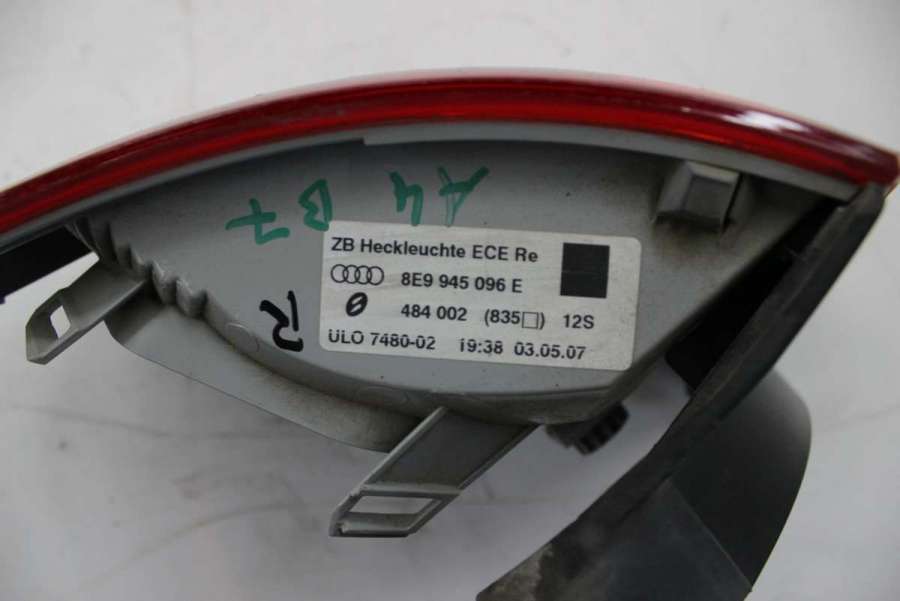 A4 B7
R
ZB Heckleuchte ECE Re
8E9 945 096 E
484 002 (835□) 12S
ULO 7480-02 19:38 03.05.07